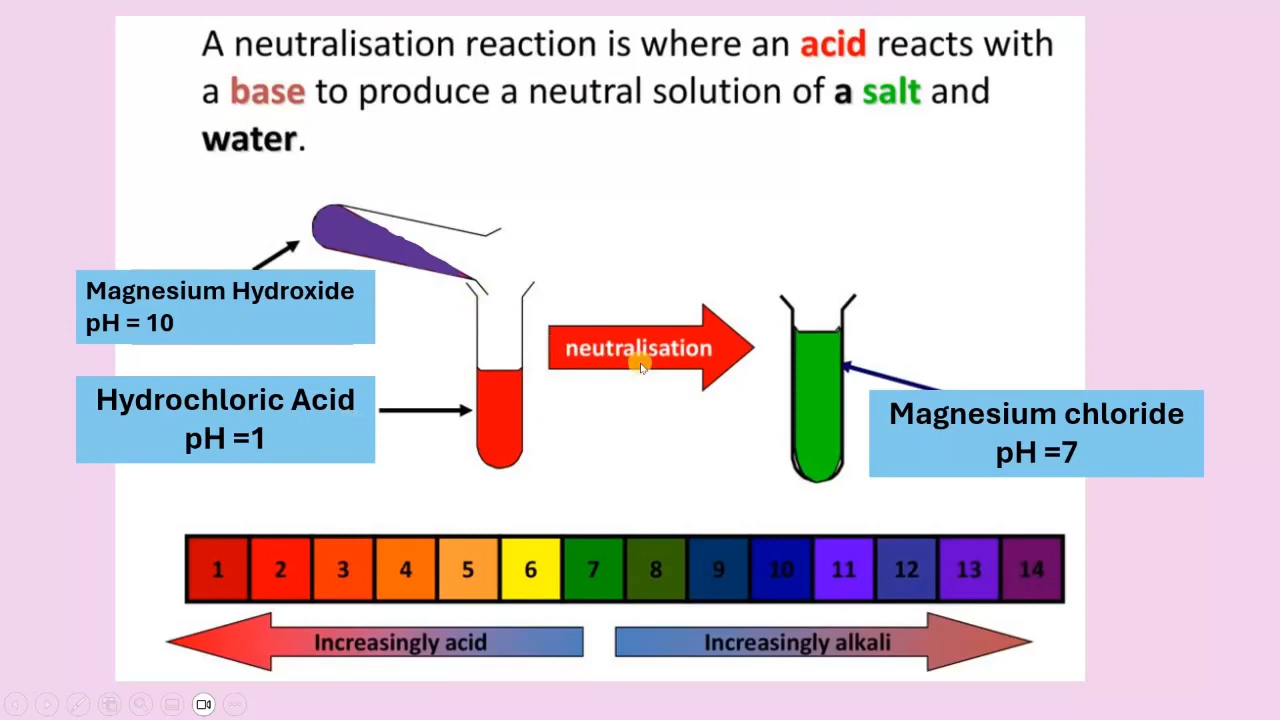 A neutralisation reaction is where an acid reacts with
a base to produce a neutral solution of a salt and
water.
Magnesium Hydroxide
pH = 10
neutralisation
Hydrochloric Acid
pH =1
Magnesium chloride
pH =7
1 2 3 4 5 6 7 8 9 10 11 12 13 14
Increasingly acid
Increasingly alkali